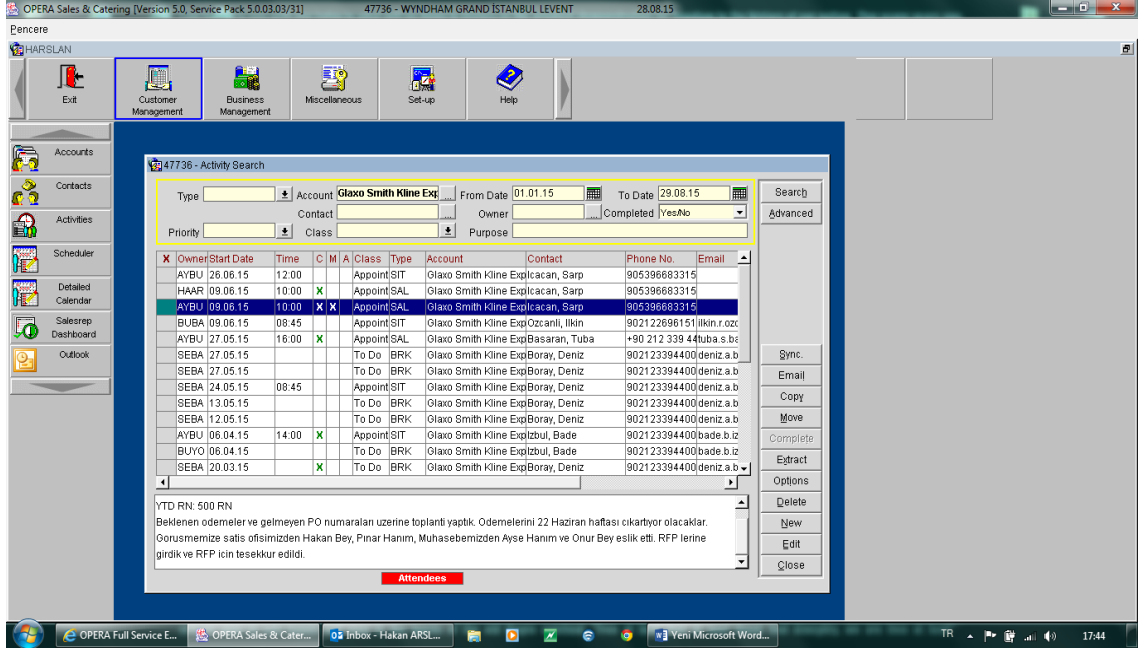 OPERA Sales & Catering [Version 5.0, Service Pack 5.0.03.03/31] 47736 - WYNDHAM GRAND İSTANBUL LEVENT 28.08.15
Pencere
HARSLAN
Exit
Customer Management
Business Management
Miscellaneous
Set-up
Help
Accounts
Contacts
Activities
Scheduler
Detailed Calendar
Salesrep Dashboard
Outlook
47736 - Activity Search
Type Account Glaxo Smith Kline Exp ... From Date 01.01.15 To Date 29.08.15
Contact ... Owner ... Completed Yes/No
Priority Class Purpose
Search
Advanced
X Owner Start Date Time C M A Class Type Account Contact Phone No. Email
AYBU 26.06.15 12:00 Appoint SIT Glaxo Smith Kline Exp Icacan, Sarp 905396683315
HAAR 09.06.15 10:00 X Appoint SAL Glaxo Smith Kline Exp Icacan, Sarp 905396683315
AYBU 09.06.15 10:00 X X Appoint SAL Glaxo Smith Kline Exp Icacan, Sarp 905396683315
BUBA 09.06.15 08:45 Appoint SIT Glaxo Smith Kline Exp Ozcanli, Ilkin 902122696151 ilkin.r.ozc
AYBU 27.05.15 16:00 X Appoint SAL Glaxo Smith Kline Exp Basaran, Tuba +90 212 339 44 tuba.s.ba
SEBA 27.05.15 To Do BRK Glaxo Smith Kline Exp Boray, Deniz 902123394400 deniz.a.b
SEBA 27.05.15 To Do BRK Glaxo Smith Kline Exp Boray, Deniz 902123394400 deniz.a.b
SEBA 24.05.15 08:45 Appoint SIT Glaxo Smith Kline Exp Boray, Deniz 902123394400 deniz.a.b
SEBA 13.05.15 To Do BRK Glaxo Smith Kline Exp Boray, Deniz 902123394400 deniz.a.b
SEBA 12.05.15 To Do BRK Glaxo Smith Kline Exp Boray, Deniz 902123394400 deniz.a.b
AYBU 06.04.15 14:00 X Appoint SIT Glaxo Smith Kline Exp Izbul, Bade 902123394400 bade.b.iz
BUYO 06.04.15 To Do BRK Glaxo Smith Kline Exp Izbul, Bade 902123394400 bade.b.iz
SEBA 20.03.15 X To Do BRK Glaxo Smith Kline Exp Boray, Deniz 902123394400 deniz.a.b
Sync.
Email
Copy
Move
Complete
Extract
Options
Delete
New
Edit
Close
YTD RN: 500 RN
Beklenen odemeler ve gelmeyen PO numaraları uzerine toplanti yaptık. Odemelerini 22 Haziran haftası cıkartıyor olacaklar.
Gorusmemize satis ofisimizden Hakan Bey, Pınar Hanım, Muhasebemizden Ayse Hanım ve Onur Bey eslik etti. RFP lerine
girdik ve RFP icin tesekkur edildi.
Attendees
OPERA Full Service E... OPERA Sales & Cater... Inbox - Hakan ARSL... Yeni Microsoft Word... TR 17:44